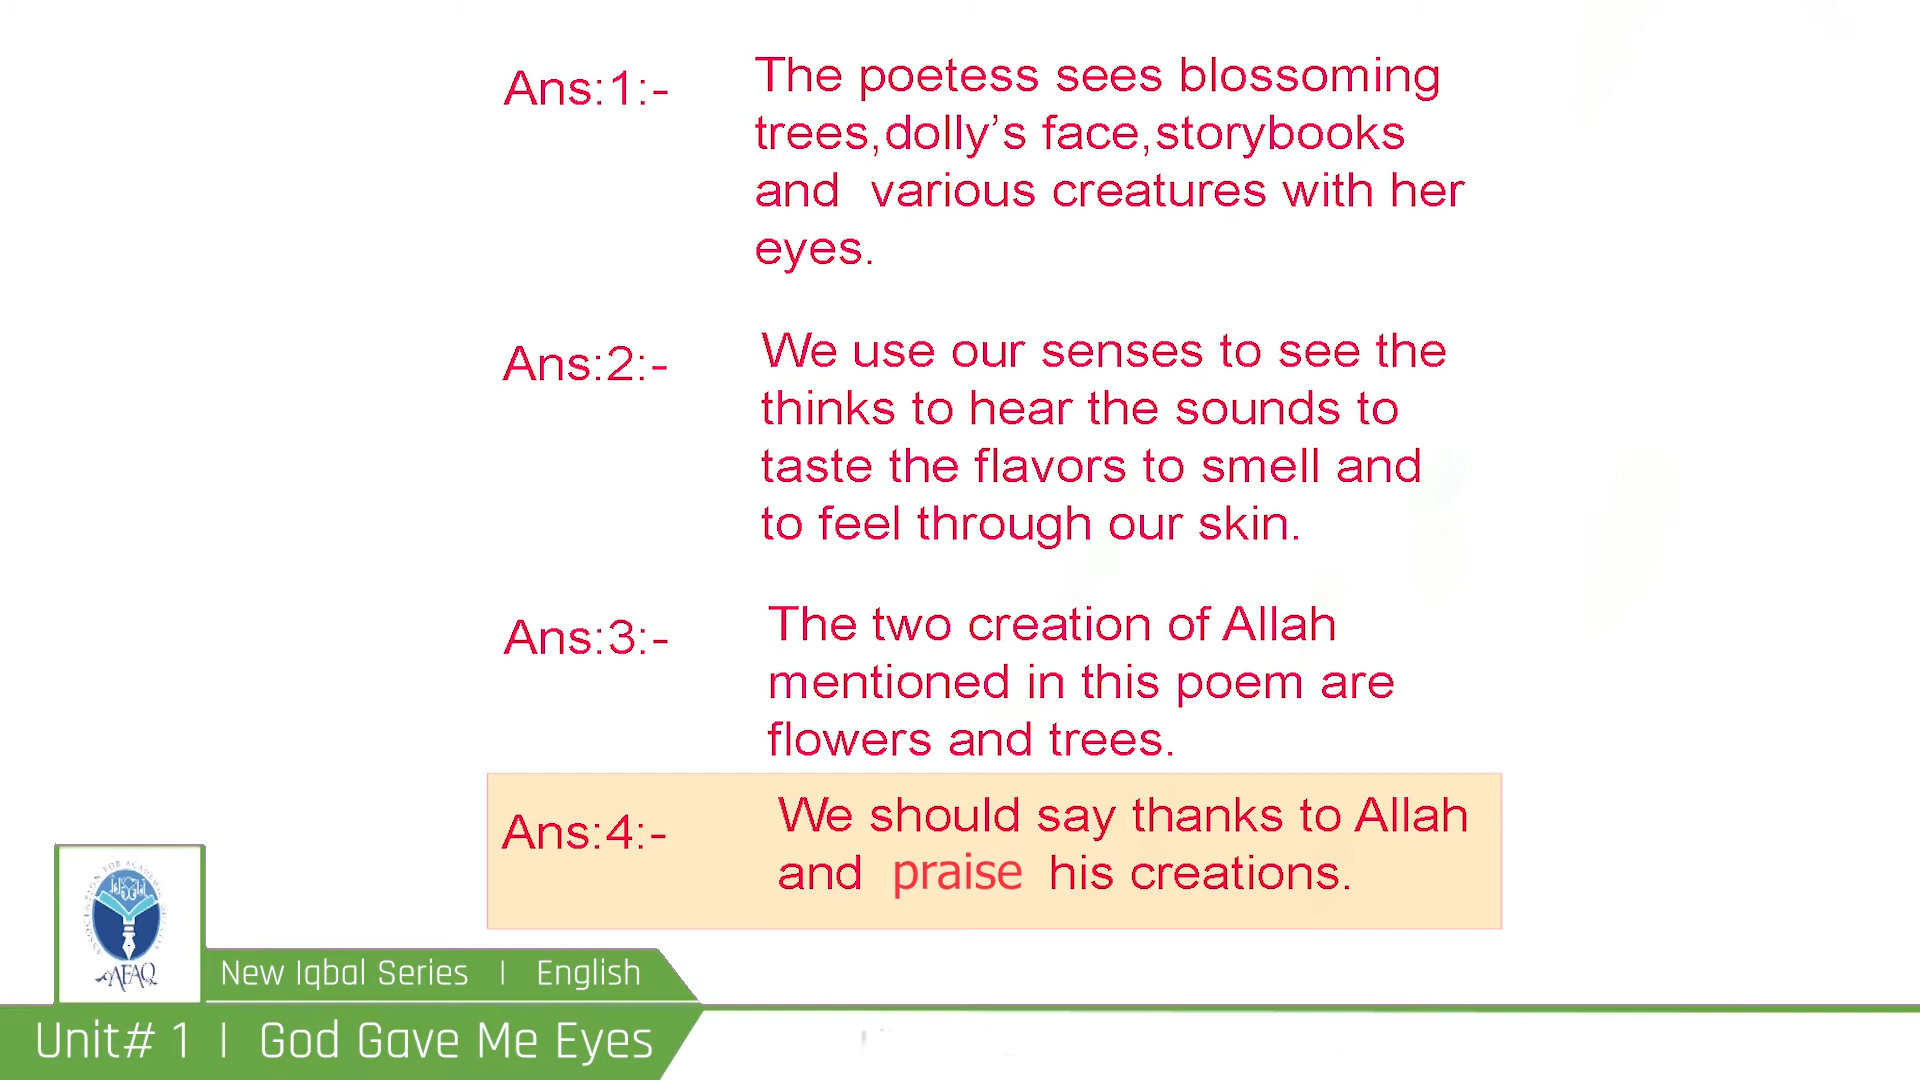 Ans:1:- The poetess sees blossoming
trees,dolly’s face,storybooks
and various creatures with her
eyes.
Ans:2:- We use our senses to see the
thinks to hear the sounds to
taste the flavors to smell and
to feel through our skin.
Ans:3:- The two creation of Allah
mentioned in this poem are
flowers and trees.
Ans:4:- We should say thanks to Allah
and praise his creations.
AFAQ
New Iqbal Series | English
Unit# 1 | God Gave Me Eyes